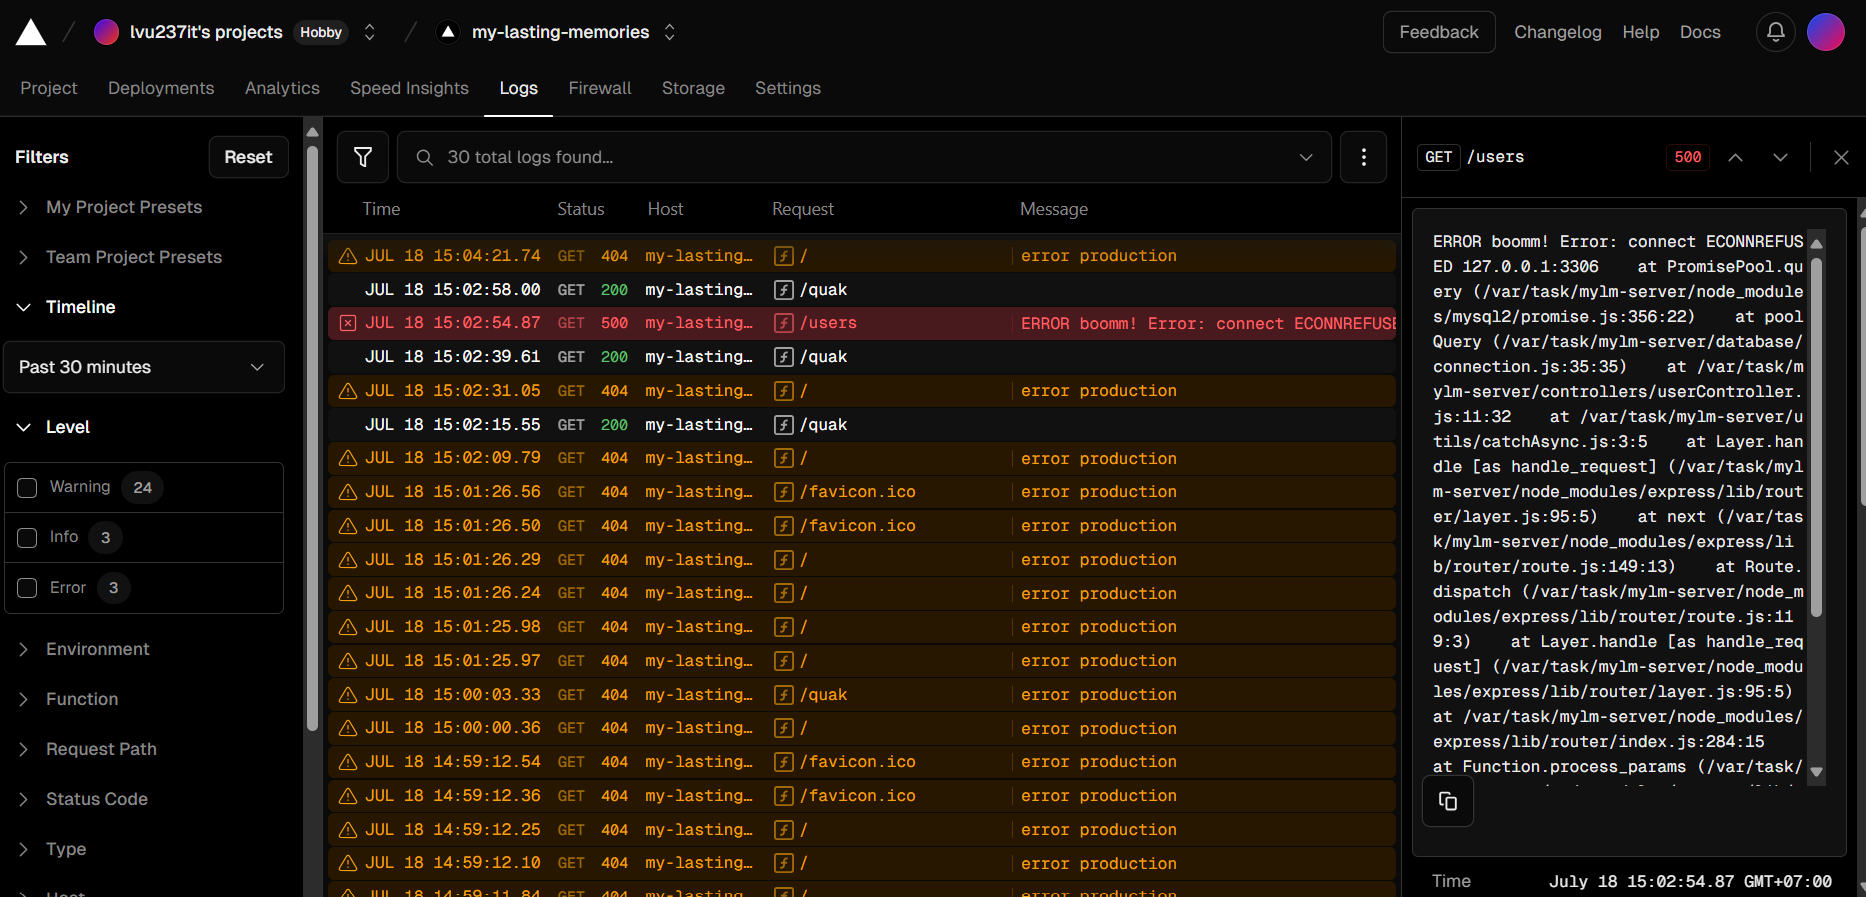 lvu237it's projects Hobby my-lasting-memories Feedback Changelog Help Docs
Project Deployments Analytics Speed Insights Logs Firewall Storage Settings
Filters Reset
My Project Presets
Team Project Presets
Timeline
Past 30 minutes
Level
Warning 24
Info 3
Error 3
Environment
Function
Request Path
Status Code
Type
30 total logs found...
Time Status Host Request Message
JUL 18 15:04:21.74 GET 404 my-lasting… / error production
JUL 18 15:02:58.00 GET 200 my-lasting… /quak
JUL 18 15:02:54.87 GET 500 my-lasting… /users ERROR boomm! Error: connect ECONNREFUSE
JUL 18 15:02:39.61 GET 200 my-lasting… /quak
JUL 18 15:02:31.05 GET 404 my-lasting… / error production
JUL 18 15:02:15.55 GET 200 my-lasting… /quak
JUL 18 15:02:09.79 GET 404 my-lasting… / error production
JUL 18 15:01:26.56 GET 404 my-lasting… /favicon.ico error production
JUL 18 15:01:26.50 GET 404 my-lasting… /favicon.ico error production
JUL 18 15:01:26.29 GET 404 my-lasting… / error production
JUL 18 15:01:26.24 GET 404 my-lasting… / error production
JUL 18 15:01:25.98 GET 404 my-lasting… / error production
JUL 18 15:01:25.97 GET 404 my-lasting… / error production
JUL 18 15:00:03.33 GET 404 my-lasting… /quak error production
JUL 18 15:00:00.36 GET 404 my-lasting… / error production
JUL 18 14:59:12.54 GET 404 my-lasting… /favicon.ico error production
JUL 18 14:59:12.36 GET 404 my-lasting… /favicon.ico error production
JUL 18 14:59:12.25 GET 404 my-lasting… / error production
JUL 18 14:59:12.10 GET 404 my-lasting… / error production
JUL 18 14:59:11.84 GET 404 my-lasting… / error production
GET /users 500
ERROR boomm! Error: connect ECONNREFUS
ED 127.0.0.1:3306 at PromisePool.qu
ery (/var/task/mylm-server/node_module
s/mysql2/promise.js:356:22) at pool
Query (/var/task/mylm-server/database/
connection.js:35:35) at /var/task/m
ylm-server/controllers/userController.
js:11:32 at /var/task/mylm-server/u
tils/catchAsync.js:3:5 at Layer.han
dle [as handle_request] (/var/task/myl
m-server/node_modules/express/lib/rout
er/layer.js:95:5) at next (/var/tas
k/mylm-server/node_modules/express/li
b/router/route.js:149:13) at Route.
dispatch (/var/task/mylm-server/node_m
odules/express/lib/router/route.js:11
9:3) at Layer.handle [as handle_req
uest] (/var/task/mylm-server/node_modu
les/express/lib/router/layer.js:95:5)
at /var/task/mylm-server/node_modules/
express/lib/router/index.js:284:15
at Function.process_params (/var/task/
Time July 18 15:02:54.87 GMT+07:00